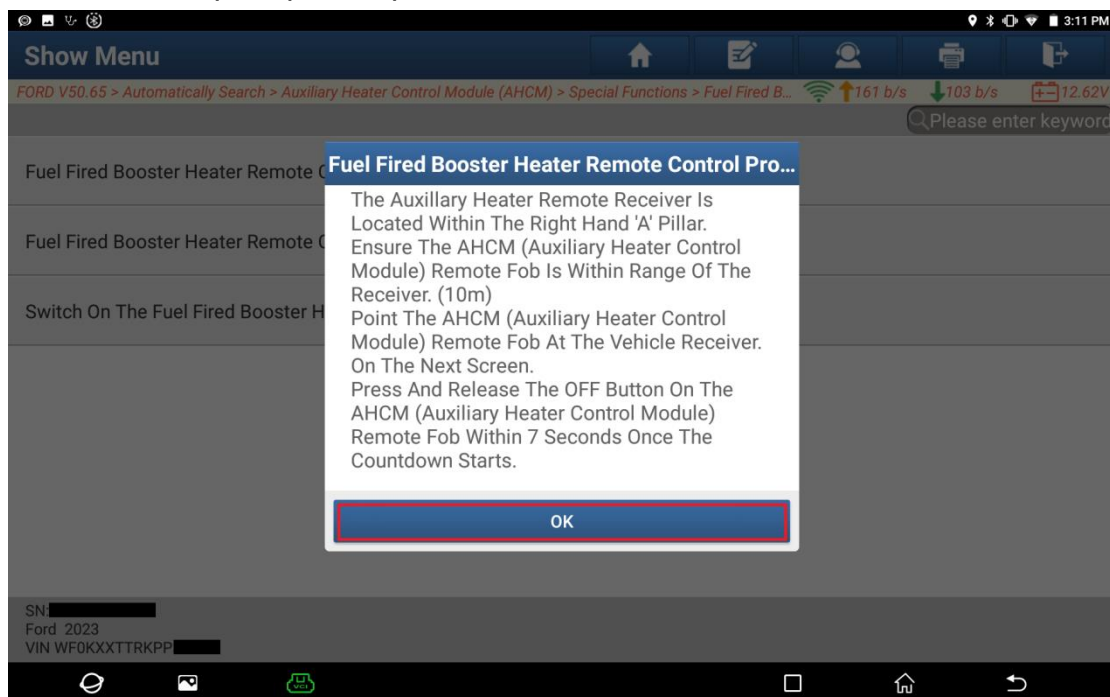 3:11 PM
Show Menu
FORD V50.65 > Automatically Search > Auxiliary Heater Control Module (AHCM) > Special Functions > Fuel Fired B...
161 b/s
103 b/s
12.62V
Please enter keyword
Fuel Fired Booster Heater Remote
Fuel Fired Booster Heater Remote
Switch On The Fuel Fired Booster H
Fuel Fired Booster Heater Remote Control Pro...
The Auxillary Heater Remote Receiver Is
Located Within The Right Hand 'A' Pillar.
Ensure The AHCM (Auxiliary Heater Control
Module) Remote Fob Is Within Range Of The
Receiver. (10m)
Point The AHCM (Auxiliary Heater Control
Module) Remote Fob At The Vehicle Receiver.
On The Next Screen.
Press And Release The OFF Button On The
AHCM (Auxiliary Heater Control Module)
Remote Fob Within 7 Seconds Once The
Countdown Starts.
OK
SN:
Ford 2023
VIN WF0KXXTTRKPP
VCI